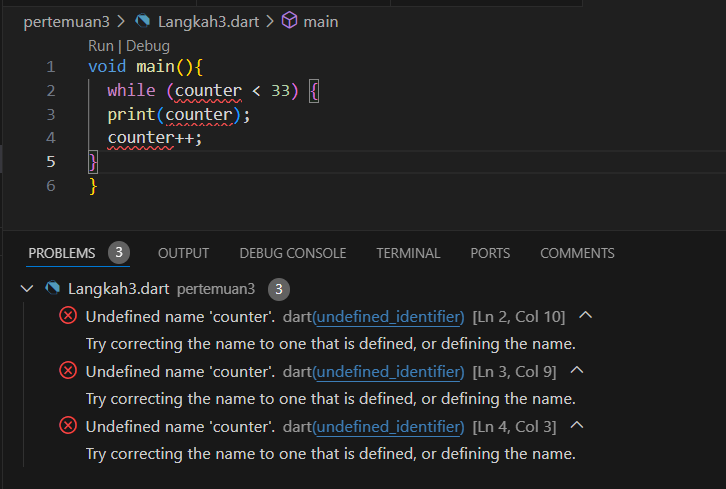 pertemuan3 > Langkah3.dart > main
Run | Debug
1 void main(){
2 while (counter < 33) {
3 print(counter);
4 counter++;
5 }
6 }
PROBLEMS 3 OUTPUT DEBUG CONSOLE TERMINAL PORTS COMMENTS
Langkah3.dart pertemuan3 3
Undefined name 'counter'. dart(undefined_identifier) [Ln 2, Col 10]
Try correcting the name to one that is defined, or defining the name.
Undefined name 'counter'. dart(undefined_identifier) [Ln 3, Col 9]
Try correcting the name to one that is defined, or defining the name.
Undefined name 'counter'. dart(undefined_identifier) [Ln 4, Col 3]
Try correcting the name to one that is defined, or defining the name.